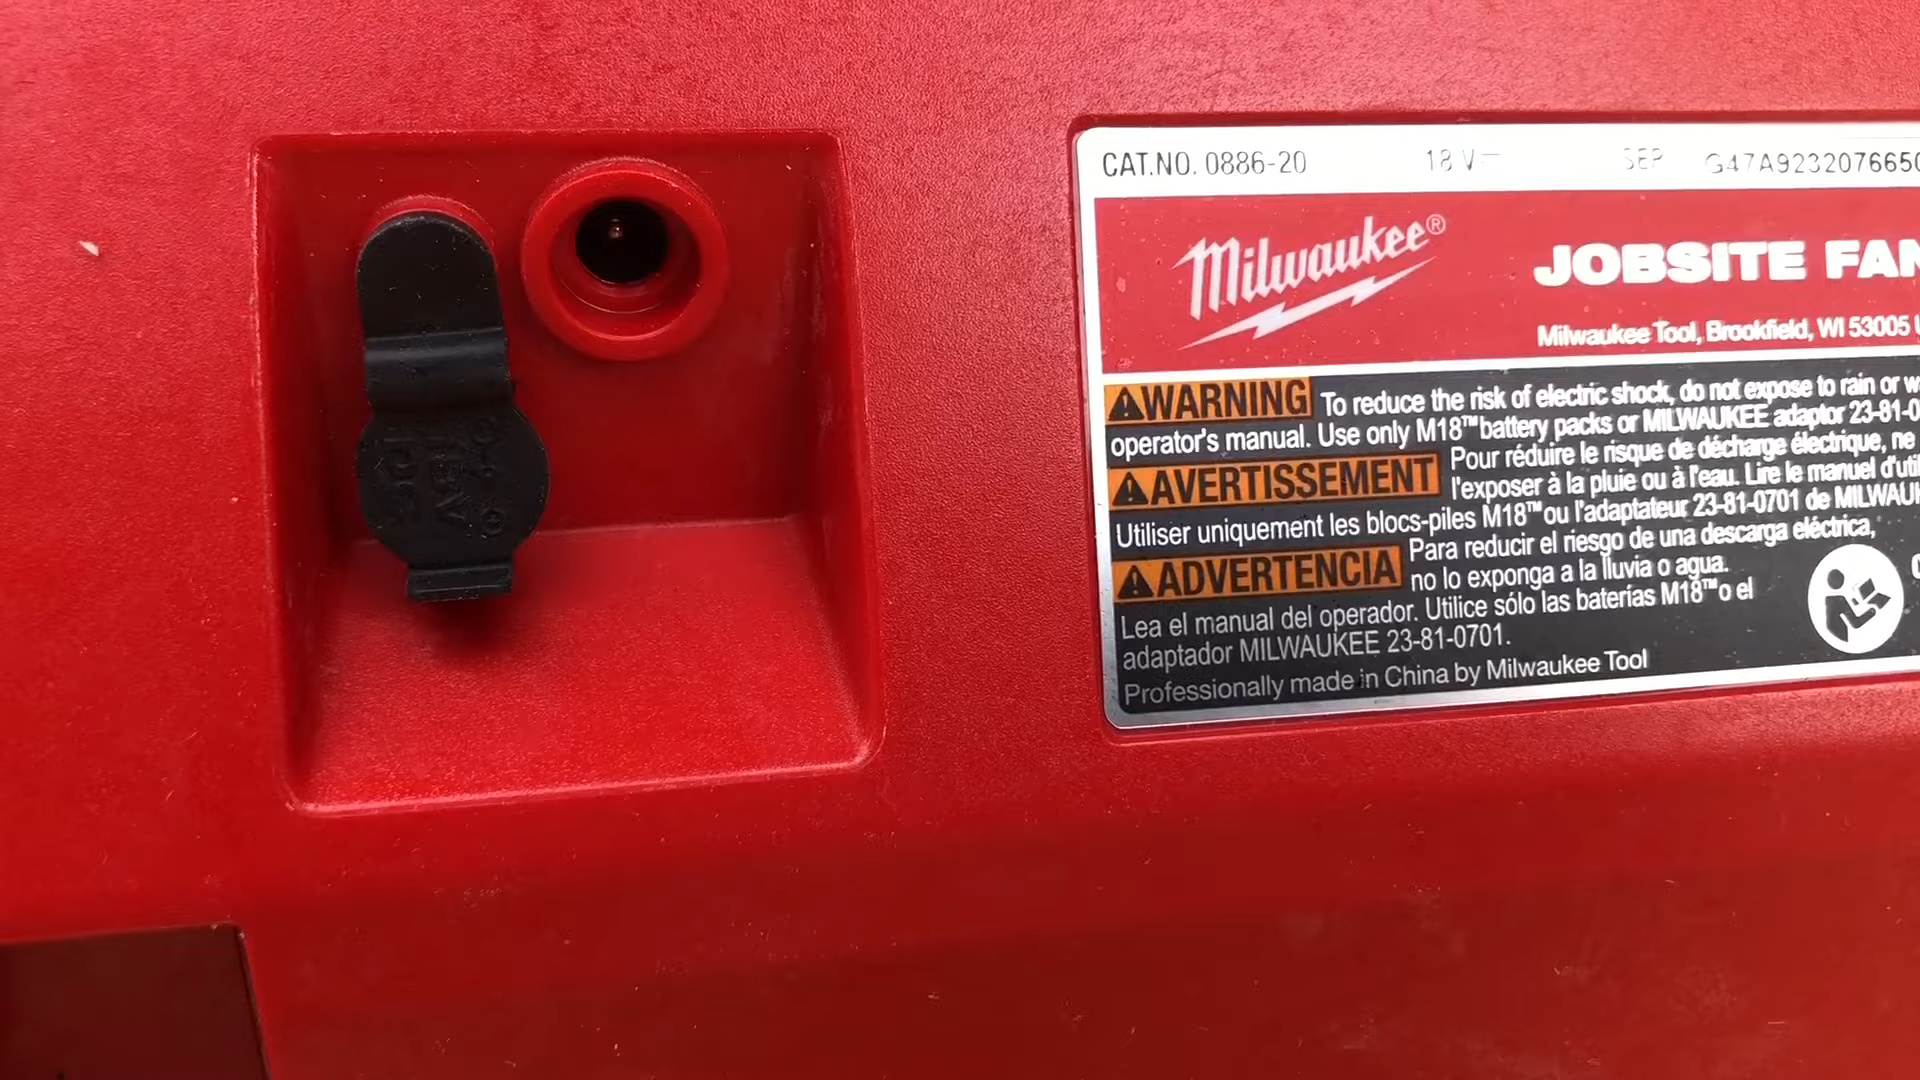 CAT.NO. 0886-20 18 V⎓ SEP G47A923207665
Milwaukee®
JOBSITE FAN
Milwaukee Tool, Brookfield, WI 53005
WARNING To reduce the risk of electric shock, do not expose to rain or
operator's manual. Use only M18™ battery packs or MILWAUKEE adaptor 23-81-0
AVERTISSEMENT Pour réduire le risque de décharge électrique, ne
l'exposer à la pluie ou à l'eau. Lire le manuel d'uti
Utiliser uniquement les blocs-piles M18™ ou l'adaptateur 23-81-0701 de MILWAU
ADVERTENCIA Para reducir el riesgo de una descarga eléctrica,
no lo exponga a la lluvia o agua.
Lea el manual del operador. Utilice sólo las baterías M18™ o el
adaptador MILWAUKEE 23-81-0701.
Professionally made in China by Milwaukee Tool